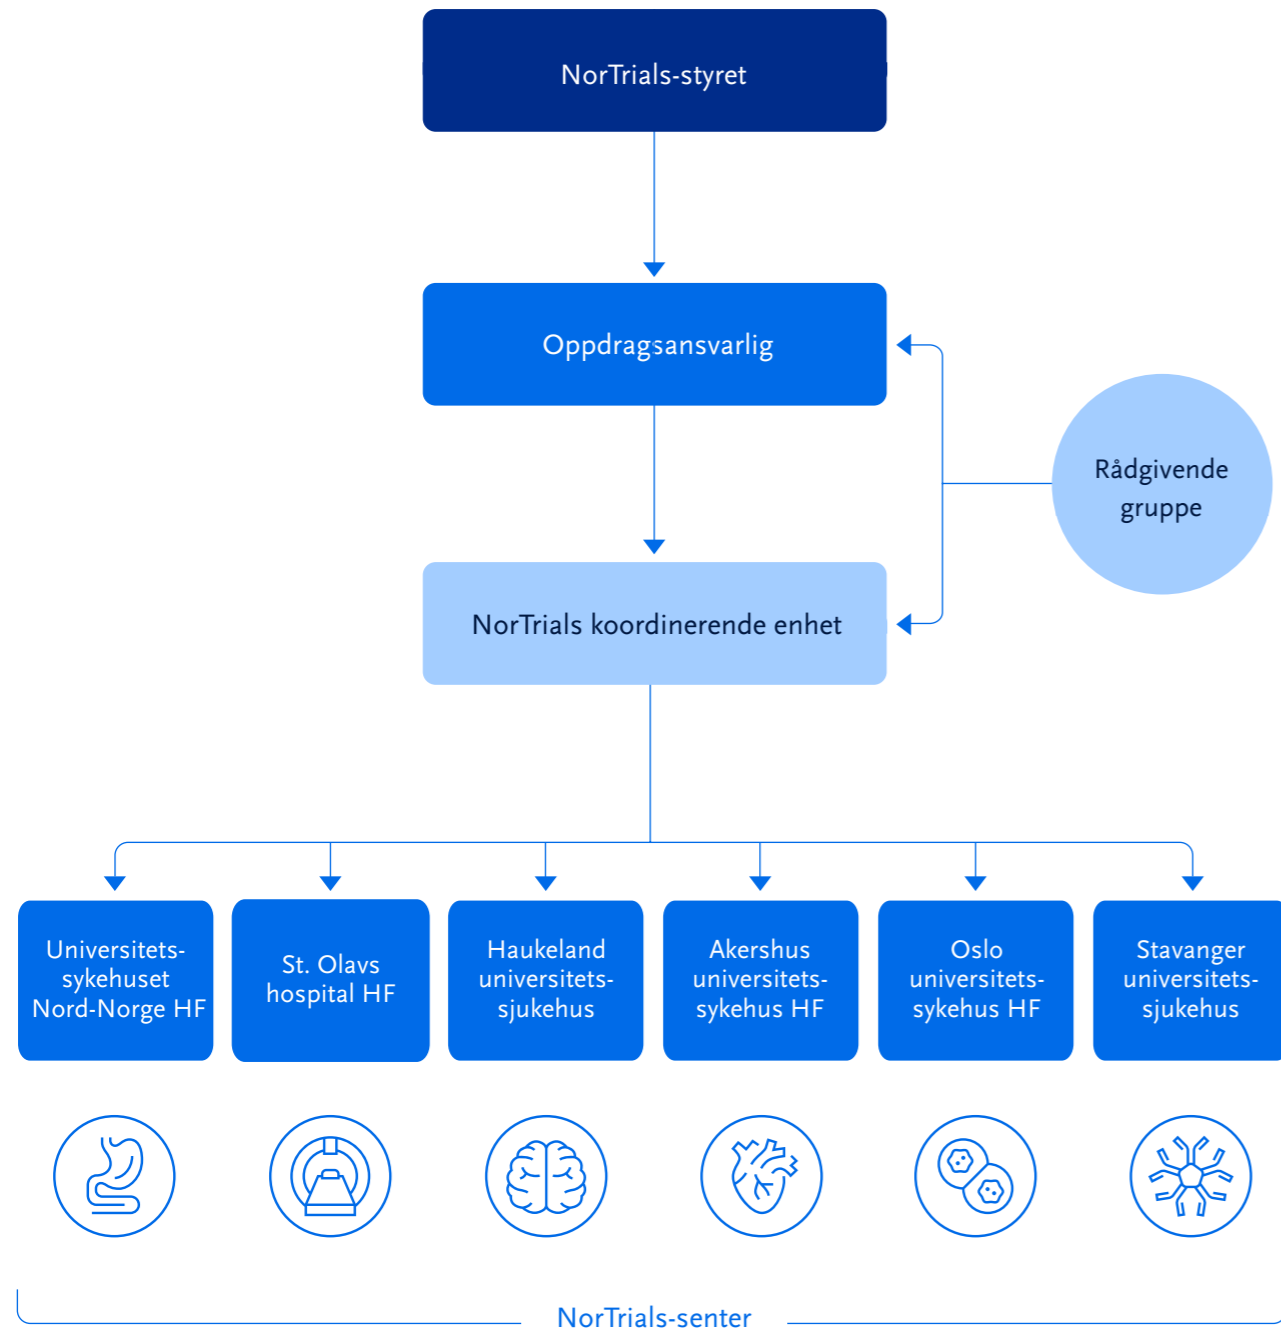 NorTrials-styret
Oppdragsansvarlig
Rådgivende
gruppe
NorTrials koordinerende enhet
Universitets-
sykehuset
Nord-Norge HF
St. Olavs
hospital HF
Haukeland
universitets-
sjukehus
Akershus
universitets-
sykehus HF
Oslo
universitets-
sykehus HF
Stavanger
universitets-
sjukehus
NorTrials-senter